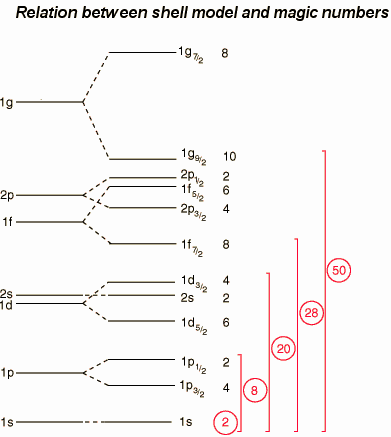 Relation between shell model and magic numbers
1g7/2 8
1g
1g9/2 10
2p1/2 2
1f5/2 6
2p
2p3/2 4
1f
1f7/2 8
50
1d3/2 4
2s
2s 2
1d
28
1d5/2 6
20
1p1/2 2
1p
1p3/2 4
8
1s
1s
2